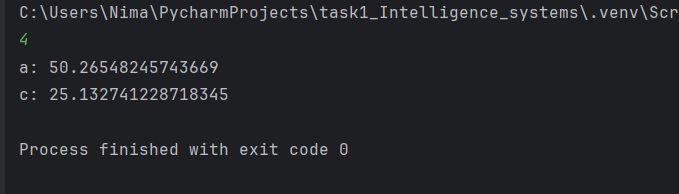 C:\Users\Nima\PycharmProjects\task1_Intelligence_systems\.venv\Scr
4
a: 50.26548245743669
c: 25.132741228718345
Process finished with exit code 0